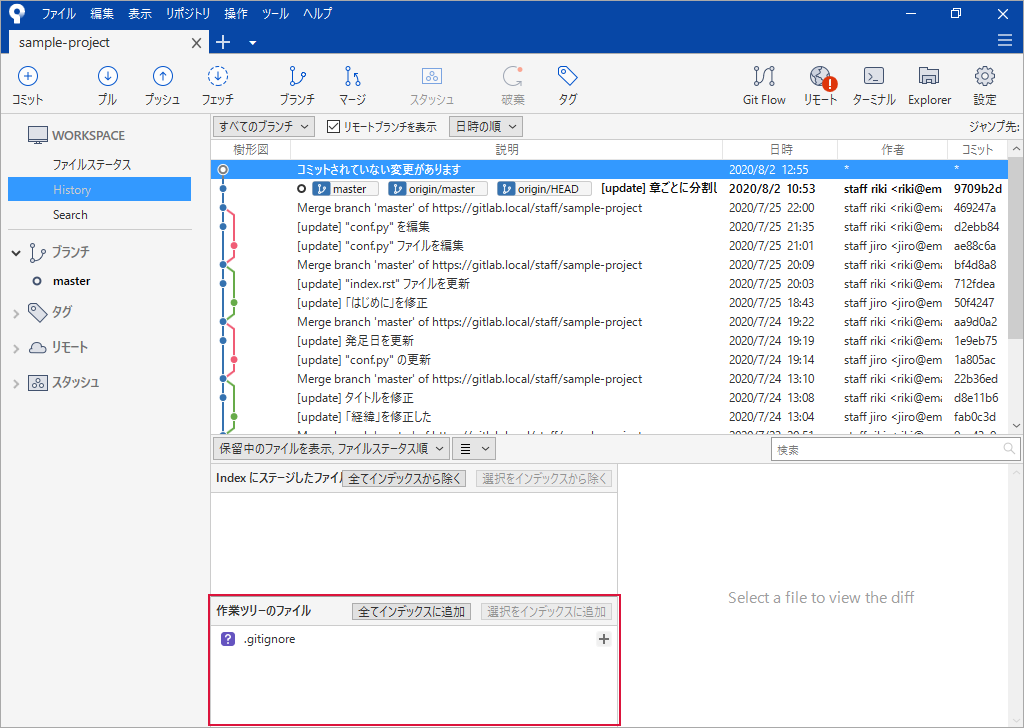 ファイル 編集 表示 リポジトリ 操作 ツール ヘルプ
sample-project
コミット プル プッシュ フェッチ ブランチ マージ スタッシュ 破棄 タグ Git Flow リモート ターミナル Explorer 設定
WORKSPACE
ファイルステータス
History
Search
ブランチ
master
タグ
リモート
スタッシュ
すべてのブランチ リモートブランチを表示 日時の順 ジャンプ先:
樹形図 説明 日時 作者 コミット
コミットされていない変更があります 2020/8/2 12:55 * *
master origin/master origin/HEAD [update] 章ごとに分割し 2020/8/2 10:53 staff riki <riki@em 9709b2d
Merge branch 'master' of https://gitlab.local/staff/sample-project 2020/7/25 22:00 staff riki <riki@ema 469247a
[update] "conf.py" を編集 2020/7/25 21:35 staff riki <riki@ema d2ebb84
[update] "conf.py" ファイルを編集 2020/7/25 21:01 staff jiro <jiro@ema ae88c6a
Merge branch 'master' of https://gitlab.local/staff/sample-project 2020/7/25 20:09 staff riki <riki@ema bf4d8a8
[update] "index.rst" ファイルを更新 2020/7/25 20:03 staff riki <riki@ema 712fdea
[update] 「はじめに」を修正 2020/7/25 18:43 staff jiro <jiro@em 50f4247
Merge branch 'master' of https://gitlab.local/staff/sample-project 2020/7/24 19:22 staff riki <riki@ema aa9d0a2
[update] 発足日を更新 2020/7/24 19:19 staff riki <riki@ema 1e9eb75
[update] "conf.py" の更新 2020/7/24 19:14 staff jiro <jiro@em 1a805ac
Merge branch 'master' of https://gitlab.local/staff/sample-project 2020/7/24 13:10 staff riki <riki@ema 22b36ed
[update] タイトルを修正 2020/7/24 13:08 staff riki <riki@ema d8e11b6
[update] 「経緯」を修正した 2020/7/24 13:04 staff jiro <jiro@em fab0c3d
保留中のファイルを表示, ファイルステータス順 検索
Index にステージしたファイル 全てインデックスから除く 選択をインデックスから除く
Select a file to view the diff
作業ツリーのファイル 全てインデックスに追加 選択をインデックスに追加
.gitignore